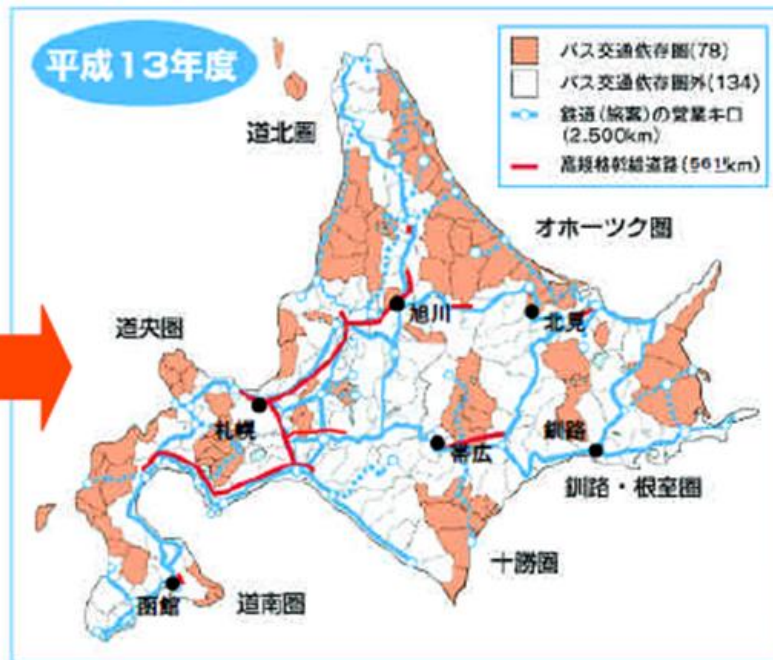 平成13年度
バス交通依存圏(78)
バス交通依存圏外(134)
鉄道(旅客)の営業キロ
(2.500km)
高規格幹線道路(561km)
道北圏
オホーツク圏
旭川
北見
道央圏
札幌
帯広
釧路
釧路・根室圏
十勝圏
函館
道南圏